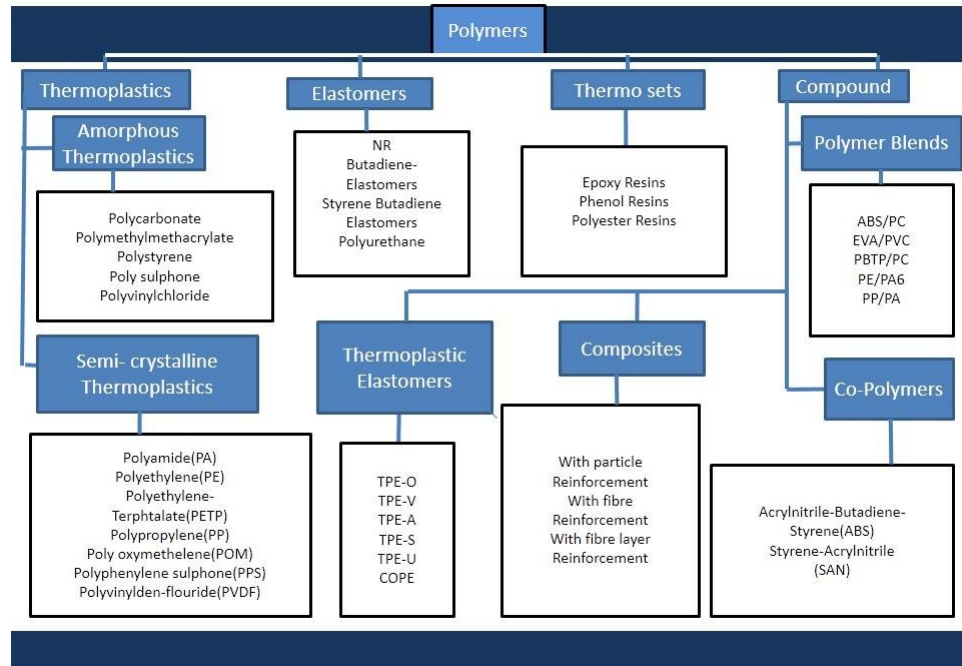 Polymers
Thermoplastics
Elastomers
Thermo sets
Compound
Amorphous
Thermoplastics
Polycarbonate
Polymethylmethacrylate
Polystyrene
Poly sulphone
Polyvinylchloride
NR
Butadiene-
Elastomers
Styrene Butadiene
Elastomers
Polyurethane
Epoxy Resins
Phenol Resins
Polyester Resins
Polymer Blends
ABS/PC
EVA/PVC
PBTP/PC
PE/PA6
PP/PA
Semi- crystalline
Thermoplastics
Polyamide(PA)
Polyethylene(PE)
Polyethylene-
Terphtalate(PETP)
Polypropylene(PP)
Poly oxymethelene(POM)
Polyphenylene sulphone(PPS)
Polyvinylden-flouride(PVDF)
Thermoplastic
Elastomers
TPE-O
TPE-V
TPE-A
TPE-S
TPE-U
COPE
Composites
With particle
Reinforcement
With fibre
Reinforcement
With fibre layer
Reinforcement
Co-Polymers
Acrylnitrile-Butadiene-
Styrene(ABS)
Styrene-Acrylnitrile
(SAN)